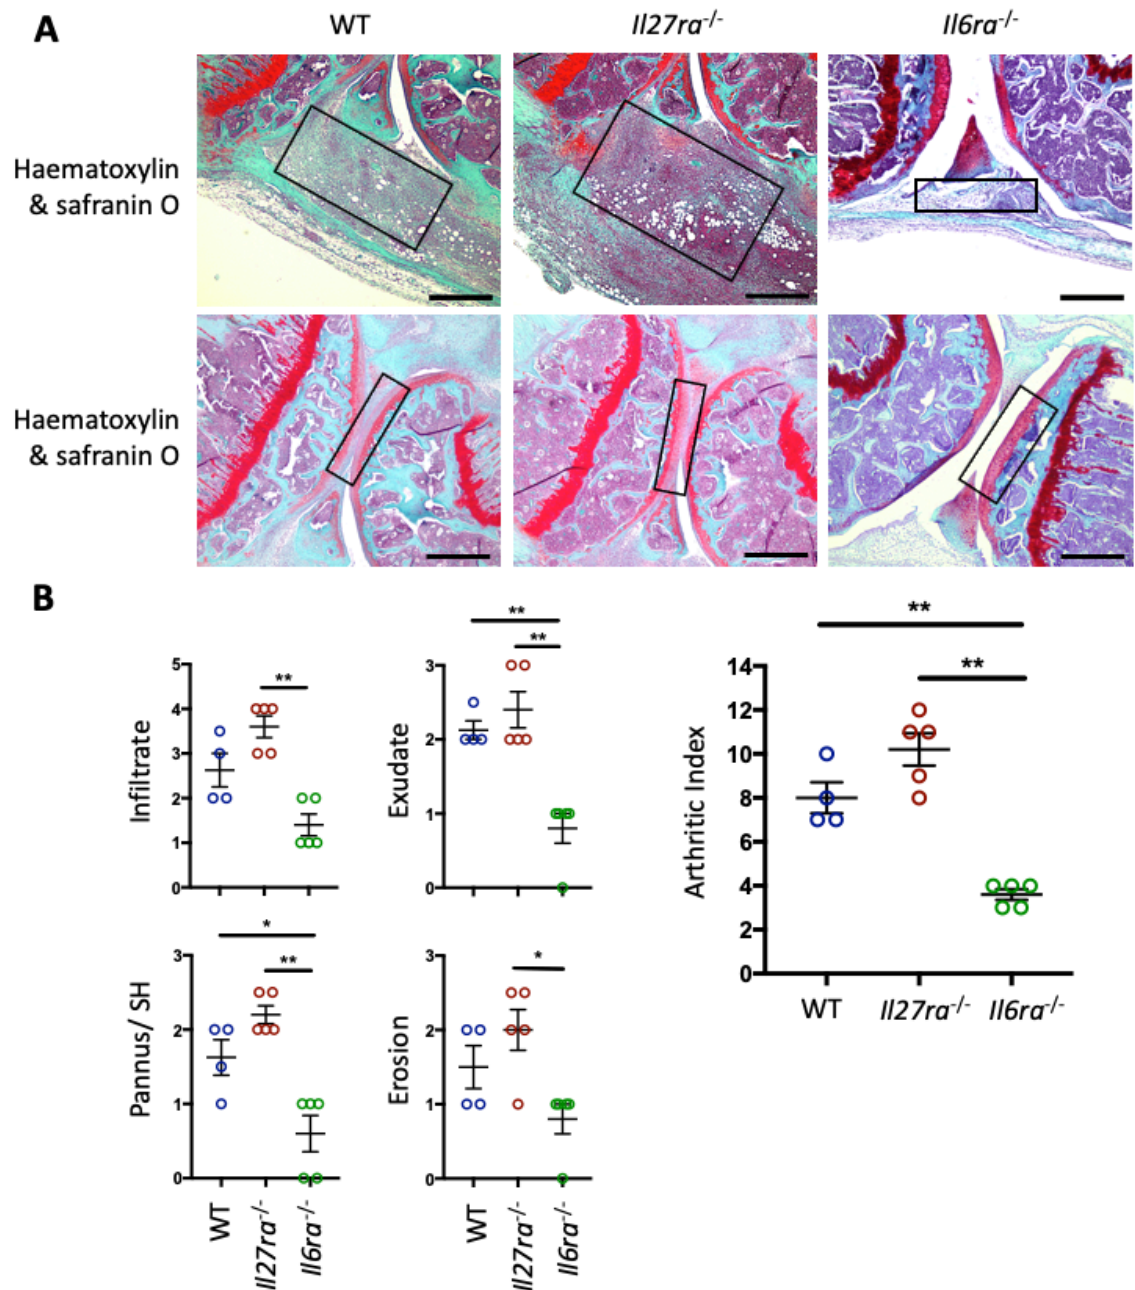 A
WT
Il27ra-/-
Il6ra-/-
Haematoxylin
& safranin O
Haematoxylin
& safranin O
B
**
**
**
5
4
3
2
1
0
Infiltrate
3
2
1
0
Exudate
**
**
14
12
10
8
6
4
2
0
Arthritic Index
WT
Il27ra-/-
Il6ra-/-
*
**
3
2
1
0
Pannus/ SH
WT
Il27ra-/-
Il6ra-/-
*
3
2
1
0
Erosion
WT
Il27ra-/-
Il6ra-/-